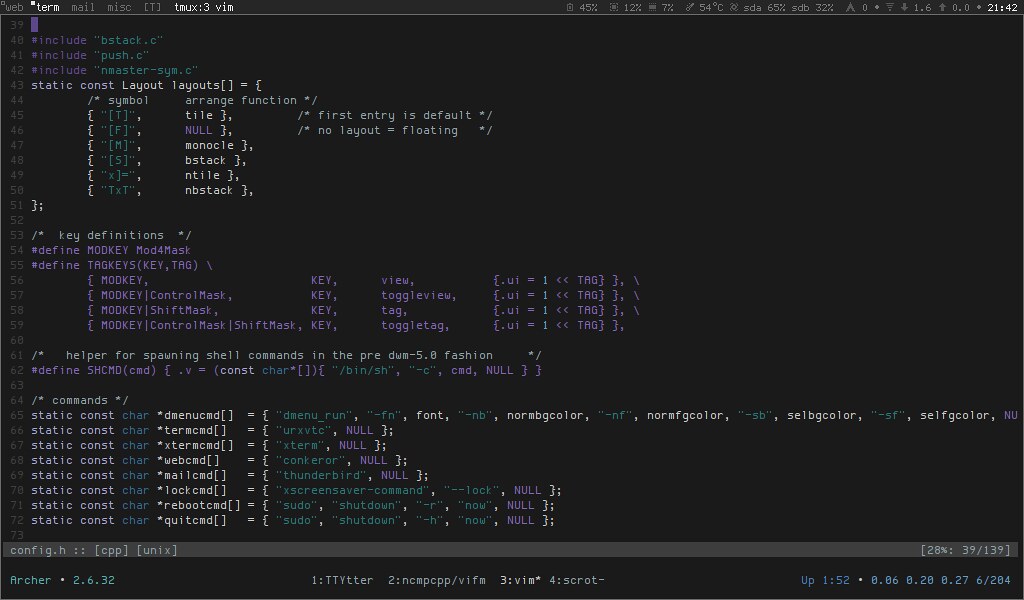 web term mail misc [T] tmux:3 vim 45% 12% 7% 54°C sda 65% sdb 32% 0 • 1.6 0.0 • 21:42
39
40 #include "bstack.c"
41 #include "push.c"
42 #include "nmaster-sym.c"
43 static const Layout layouts[] = {
44 /* symbol arrange function */
45 { "[T]", tile }, /* first entry is default */
46 { "[F]", NULL }, /* no layout = floating */
47 { "[M]", monocle },
48 { "[S]", bstack },
49 { "x]=", ntile },
50 { "TxT", nbstack },
51 };
52
53 /* key definitions */
54 #define MODKEY Mod4Mask
55 #define TAGKEYS(KEY,TAG) \
56 { MODKEY, KEY, view, {.ui = 1 << TAG} }, \
57 { MODKEY|ControlMask, KEY, toggleview, {.ui = 1 << TAG} }, \
58 { MODKEY|ShiftMask, KEY, tag, {.ui = 1 << TAG} }, \
59 { MODKEY|ControlMask|ShiftMask, KEY, toggletag, {.ui = 1 << TAG} },
60
61 /* helper for spawning shell commands in the pre dwm-5.0 fashion */
62 #define SHCMD(cmd) { .v = (const char*[]){ "/bin/sh", "-c", cmd, NULL } }
63
64 /* commands */
65 static const char *dmenucmd[] = { "dmenu_run", "-fn", font, "-nb", normbgcolor, "-nf", normfgcolor, "-sb", selbgcolor, "-sf", selfgcolor, NU
66 static const char *termcmd[] = { "urxvtc", NULL };
67 static const char *xtermcmd[] = { "xterm", NULL };
68 static const char *webcmd[] = { "conkeror", NULL };
69 static const char *mailcmd[] = { "thunderbird", NULL };
70 static const char *lockcmd[] = { "xscreensaver-command", "--lock", NULL };
71 static const char *rebootcmd[] = { "sudo", "shutdown", "-r", "now", NULL };
72 static const char *quitcmd[] = { "sudo", "shutdown", "-h", "now", NULL };
73
config.h :: [cpp] [unix] [28%: 39/139]
Archer • 2.6.32 1:TTYtter 2:ncmpcpp/vifm 3:vim* 4:scrot- Up 1:52 • 0.06 0.20 0.27 6/204